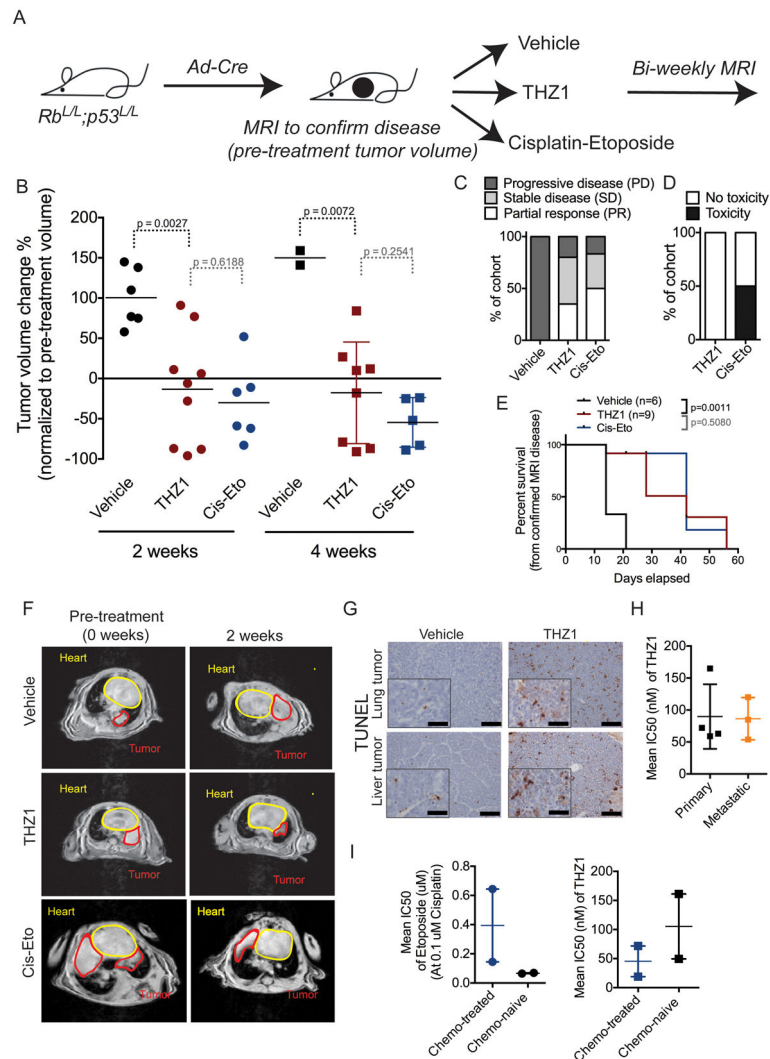 A
Rb^L/L;p53^L/L
Ad-Cre
MRI to confirm disease
(pre-treatment tumor volume)
Vehicle
THZ1
Cisplatin-Etoposide
Bi-weekly MRI
B
Tumor volume change %
(normalized to pre-treatment volume)
200
150
100
50
0
-50
-100
p = 0.0027
p = 0.6188
p = 0.0072
p = 0.2541
Vehicle
THZ1
Cis-Eto
Vehicle
THZ1
Cis-Eto
2 weeks
4 weeks
C
Progressive disease (PD)
Stable disease (SD)
Partial response (PR)
% of cohort
100
50
0
Vehicle
THZ1
Cis-Eto
D
No toxicity
Toxicity
% of cohort
100
50
0
THZ1
Cis-Eto
E
Vehicle (n=6)
THZ1 (n=9)
Cis-Eto
p=0.0011
p=0.5080
Percent survival
(from confirmed MRI disease)
100
50
0
0
10
20
30
40
50
60
Days elapsed
F
Pre-treatment
(0 weeks)
2 weeks
Vehicle
Heart
Tumor
Heart
Tumor
THZ1
Heart
Tumor
Heart
Tumor
Cis-Eto
Heart
Tumor
Heart
Tumor
G
Vehicle
THZ1
TUNEL
Lung tumor
Liver tumor
H
Mean IC50 (nM) of THZ1
200
150
100
50
0
Primary
Metastatic
I
Mean IC50
of Etoposide (uM)
(At 0.1 uM Cisplatin)
0.8
0.6
0.4
0.2
0.0
Chemo-treated
Chemo-naive
Mean IC50 (nM) of THZ1
200
150
100
50
0
Chemo-treated
Chemo-naive